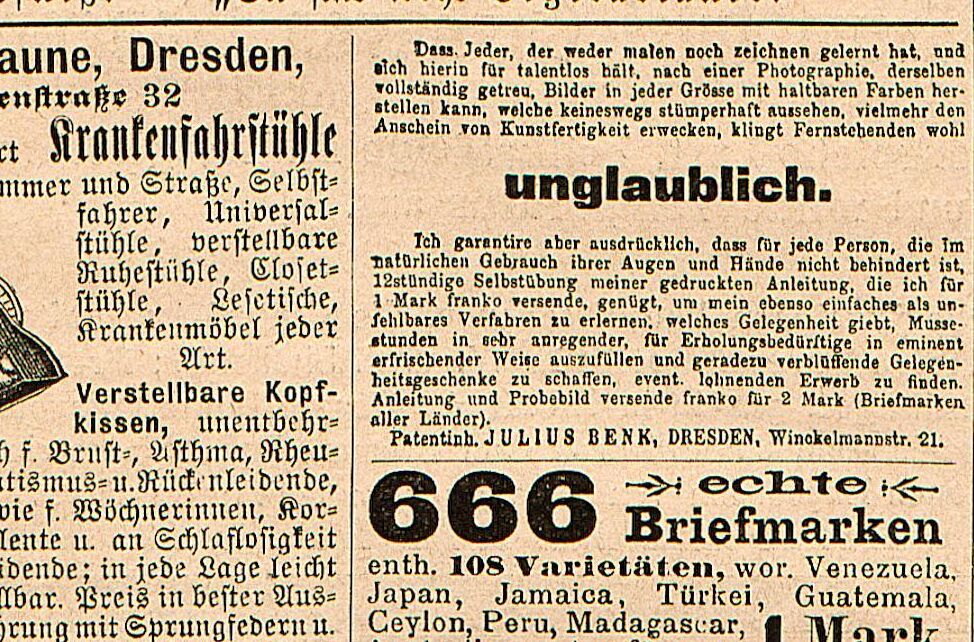 aune, Dresden,
enſtraße 32
Krankenfahrſtühle
mmer und Straße, Selbſt=
fahrer, Univerſal=
ſtühle, verſtellbare
Ruheſtühle, Cloſet=
ſtühle, Leſetiſche,
Krankenmöbel jeder
Art.
Verstellbare Kopf-
kissen, unentbehr=
h f. Bruſt=, Aſthma, Rheu=
tismus= u. Rückenleidende,
wie f. Wöchnerinnen, Kor=
lente u. an Schlafloſigkeit
idende; in jede Lage leicht
llbar. Preis in beſter Aus=
hrung mit Sprungfedern u.
Dass Jeder, der weder malen noch zeichnen gelernt hat, und
sich hierin für talentlos hält, nach einer Photographie, derselben
vollständig getreu, Bilder in jeder Grösse mit haltbaren Farben her-
stellen kann, welche keineswegs stümperhaft aussehen, vielmehr den
Anschein von Kunstfertigkeit erwecken, klingt Fernstehenden wohl
unglaublich.
Ich garantire aber ausdrücklich, dass für jede Person, die im
natürlichen Gebrauch ihrer Augen und Hände nicht behindert ist,
12stündige Selbstübung meiner gedruckten Anleitung, die ich für
1 Mark franko versende, genügt, um mein ebenso einfaches als un-
fehlbares Verfahren zu erlernen, welches Gelegenheit giebt, Musse-
stunden in sehr anregender, für Erholungsbedürftige in eminent
erfrischender Weise auszufüllen und geradezu verblüffende Gelegen-
heitsgeschenke zu schaffen, event. lohnenden Erwerb zu finden.
Anleitung und Probebild versende franko für 2 Mark (Briefmarken
aller Länder).
Patentinh. JULIUS BENK, DRESDEN, Winckelmannstr. 21.
666 echte
Briefmarken
enth. 108 Varietäten, wor. Venezuela,
Japan, Jamaica, Türkei, Guatemala,
Ceylon, Peru, Madagascar, 1 Mark